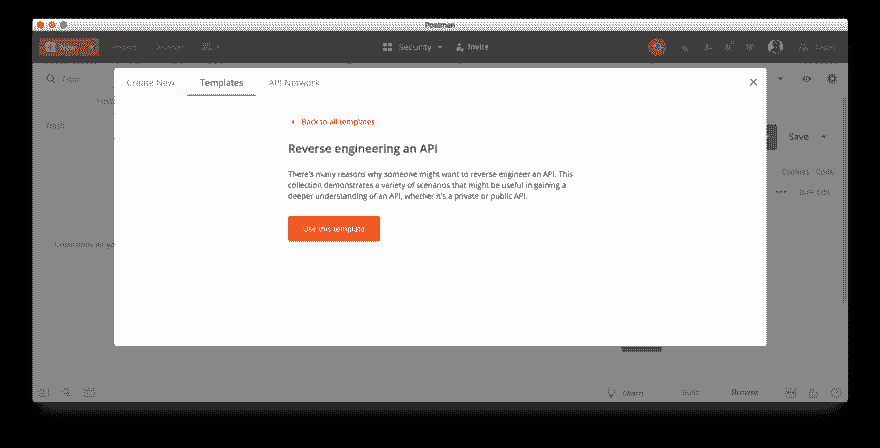 Postman
New
Security
Invite
Create New
Templates
API Network
Back to all templates
Reverse engineering an API
There's many reasons why someone might want to reverse engineer an API. This
collection demonstrates a variety of scenarios that might be useful in gaining a
deeper understanding of an API, whether it's a private or public API.
Use this template
Trash
Save
Cookies
Code
Build
Browse